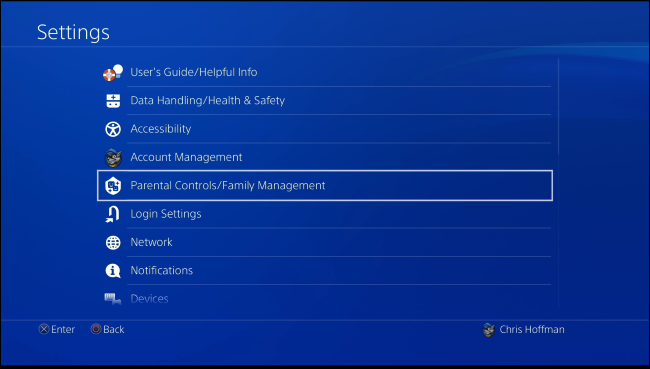 Settings
User's Guide/Helpful Info
Data Handling/Health & Safety
Accessibility
Account Management
Parental Controls/Family Management
Login Settings
Network
Notifications
Devices
Enter Back Chris Hoffman